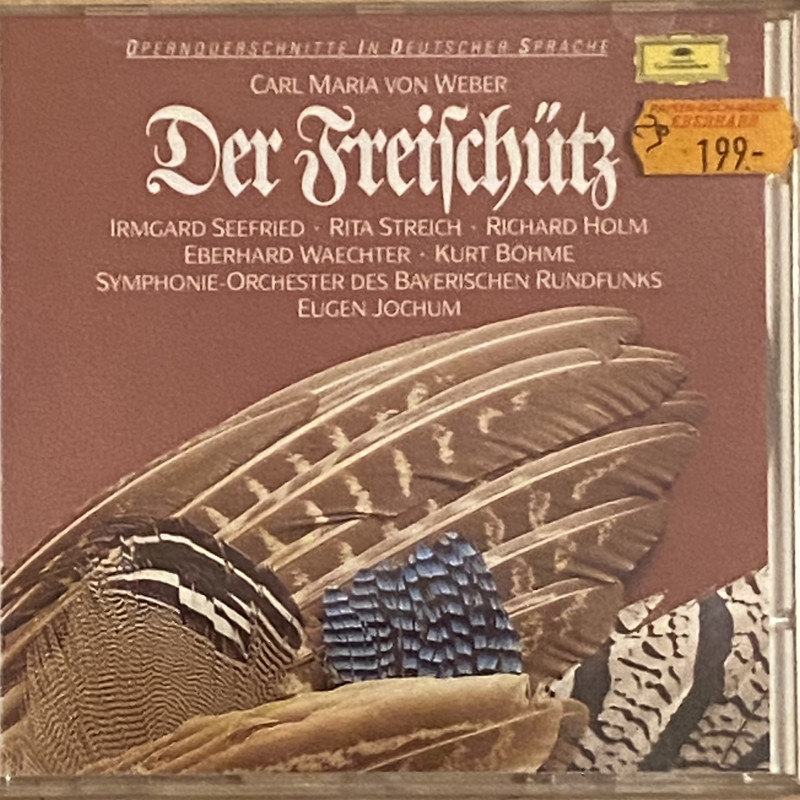 OPERNQUERSCHNITTE IN DEUTSCHER SPRACHE
CARL MARIA VON WEBER
Der Freiſchütz
IRMGARD SEEFRIED · RITA STREICH · RICHARD HOLM
EBERHARD WAECHTER · KURT BÖHME
SYMPHONIE-ORCHESTER DES BAYERISCHEN RUNDFUNKS
EUGEN JOCHUM
EBERHARD
199.-